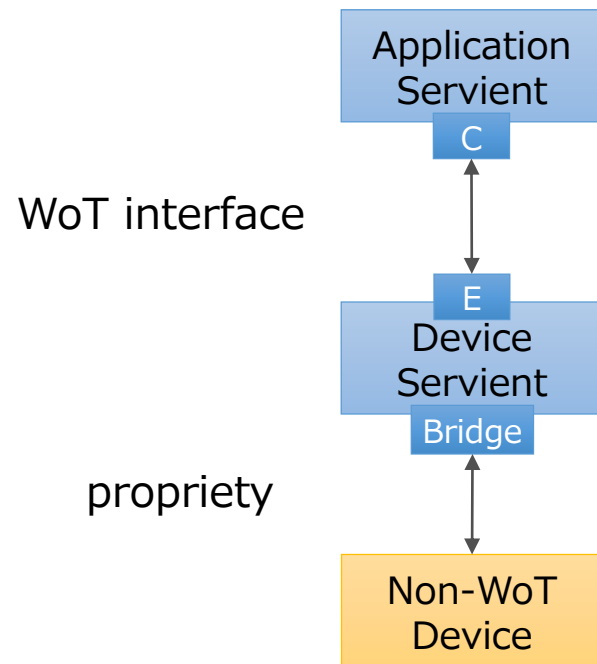 Application
Servient
C
WoT interface
E
Device
Servient
Bridge
propriety
Non-WoT
Device